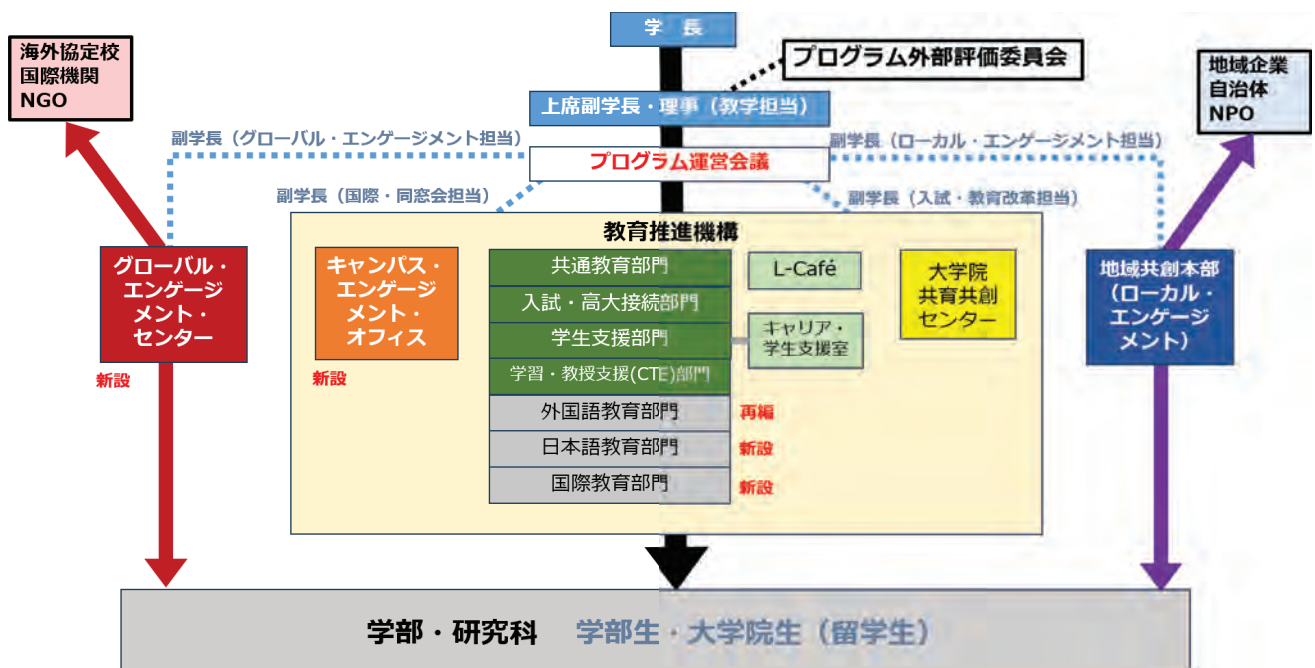 学 長
海外協定校
国際機関
NGO
プログラム外部評価委員会
地域企業
自治体
NPO
上席副学長・理事（教学担当）
副学長（グローバル・エンゲージメント担当）
副学長（ローカル・エンゲージメント担当）
プログラム運営会議
副学長（国際・同窓会担当）
副学長（入試・教育改革担当）
教育推進機構
グローバル・
エンゲージ
メント・
センター
新設
キャンパス・
エンゲージ
メント・
オフィス
新設
共通教育部門
入試・高大接続部門
学生支援部門
学習・教授支援(CTE)部門
外国語教育部門
再編
日本語教育部門
新設
国際教育部門
新設
L-Café
キャリア・
学生支援室
大学院
共育共創
センター
地域共創本部
（ローカル・
エンゲージ
メント）
学部・研究科 学部生・大学院生（留学生）